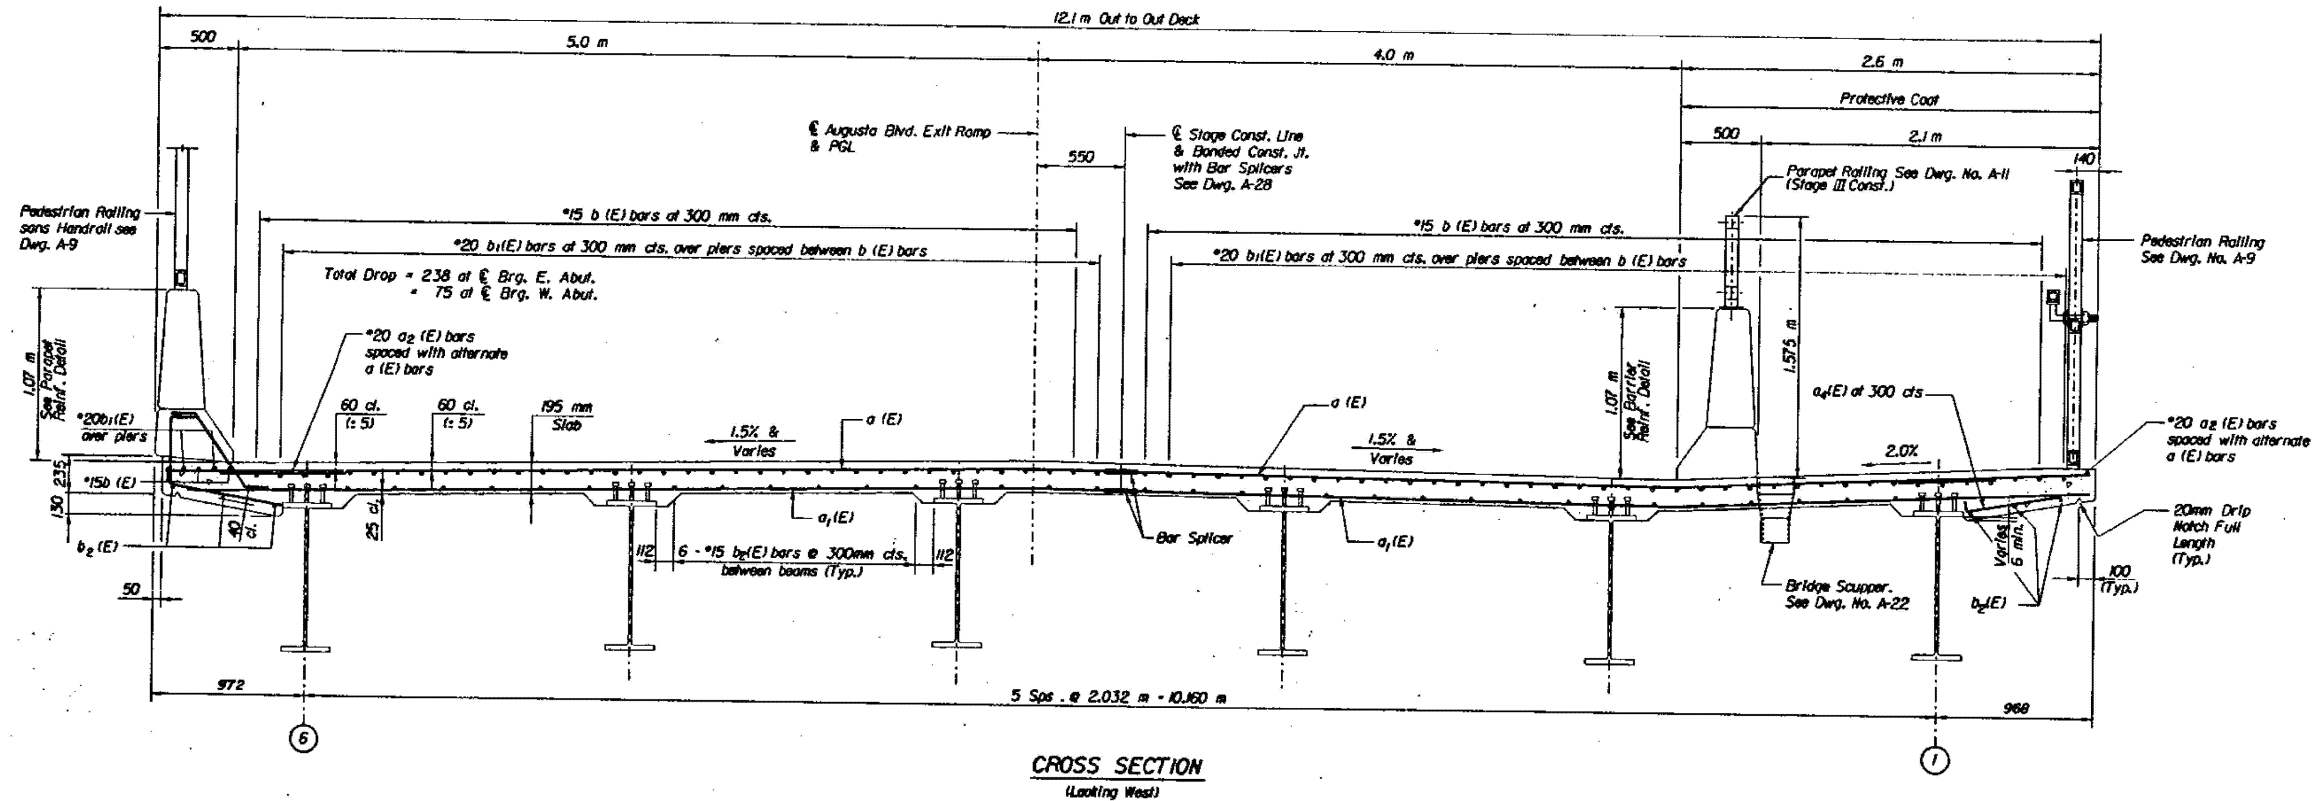 12.1 m Out to Out Deck
500
5.0 m
4.0 m
2.6 m
Protective Coat
℄ Augusta Blvd. Exit Ramp
& PGL
550
℄ Stage Const. Line
& Bonded Const. Jt.
with Bar Splicers
See Dwg. A-28
500
2.1 m
140
Parapet Railing See Dwg. No. A-11
(Stage III Const.)
Pedestrian Railing
sans Handrail see
Dwg. A-9
*15 b (E) bars at 300 mm cts.
*20 b1(E) bars at 300 mm cts. over piers spaced between b (E) bars
*15 b (E) bars at 300 mm cts.
*20 b1(E) bars at 300 mm cts. over piers spaced between b (E) bars
Pedestrian Railing
See Dwg. No. A-9
Total Drop = 238 at ℄ Brg. E. Abut.
= 75 at ℄ Brg. W. Abut.
1.07 m
See Parapet
Reinf. Detail
*20 a2 (E) bars
spaced with alternate
a (E) bars
1.07 m
See Barrier
Reinf. Detail
1.575 m
*20b1(E)
over piers
60 cl.
(± 5)
60 cl.
(± 5)
195 mm
Slab
1.5% &
Varies
a (E)
a (E)
1.5% &
Varies
a4(E) at 300 cts
2.0%
*20 a2 (E) bars
spaced with alternate
a (E) bars
235
*15b (E)
130
40
cl.
25 cl.
b2 (E)
a1(E)
112
6 - *15 b2(E) bars @ 300mm cts.
between beams (Typ.)
112
Bar Splicer
a1(E)
Bridge Scupper.
See Dwg. No. A-22
Varies
6 min.
b2(E)
20mm Drip
Notch Full
Length
(Typ.)
100
(Typ.)
50
972
5 Sps. @ 2.032 m - 10.160 m
968
6
1
CROSS SECTION
(Looking West)